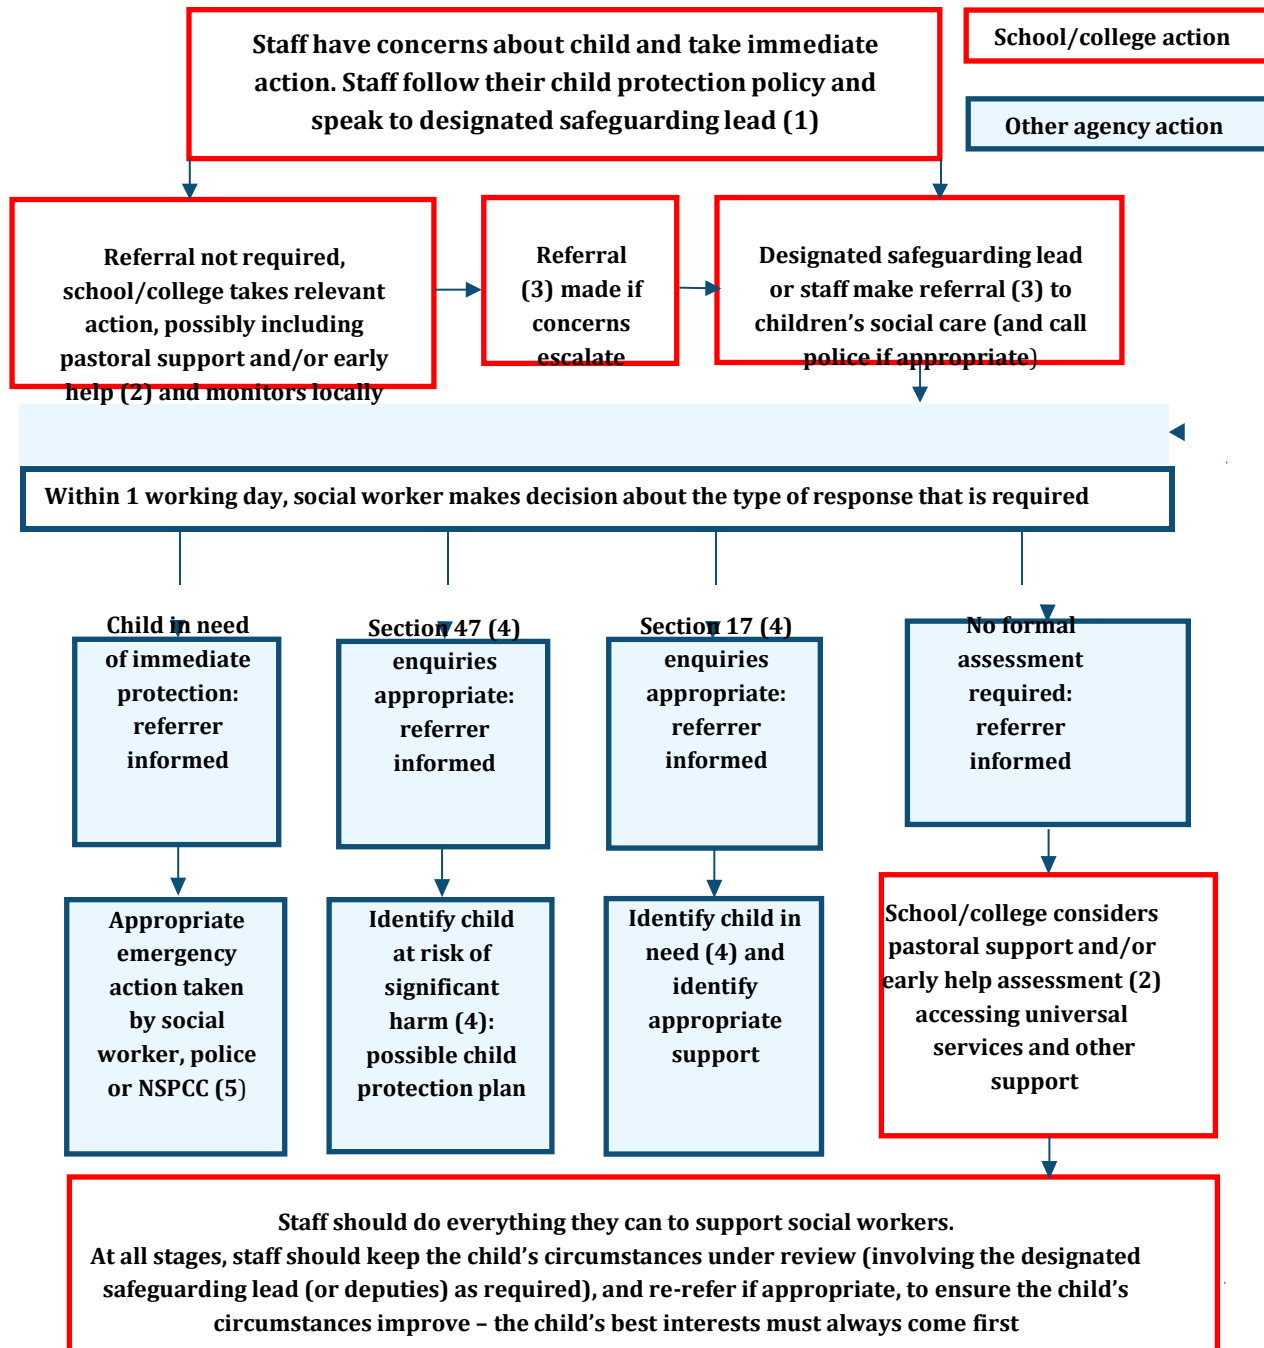 Staff have concerns about child and take immediate
action. Staff follow their child protection policy and
speak to designated safeguarding lead (1)
School/college action
Other agency action
Referral not required,
school/college takes relevant
action, possibly including
pastoral support and/or early
help (2) and monitors locally
Referral
(3) made if
concerns
escalate
Designated safeguarding lead
or staff make referral (3) to
children’s social care (and call
police if appropriate)
Within 1 working day, social worker makes decision about the type of response that is required
Child in need
of immediate
protection:
referrer
informed
Section 47 (4)
enquiries
appropriate:
referrer
informed
Section 17 (4)
enquiries
appropriate:
referrer
informed
No formal
assessment
required:
referrer
informed
Appropriate
emergency
action taken
by social
worker, police
or NSPCC (5)
Identify child
at risk of
significant
harm (4):
possible child
protection plan
Identify child in
need (4) and
identify
appropriate
support
School/college considers
pastoral support and/or
early help assessment (2)
accessing universal
services and other
support
Staff should do everything they can to support social workers.
At all stages, staff should keep the child’s circumstances under review (involving the designated
safeguarding lead (or deputies) as required), and re-refer if appropriate, to ensure the child’s
circumstances improve – the child’s best interests must always come first